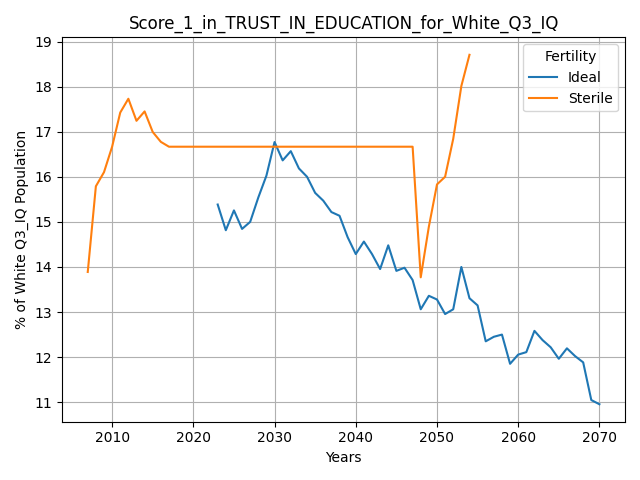 Score_1_in_TRUST_IN_EDUCATION_for_White_Q3_IQ
Fertility
Ideal
Sterile
% of White Q3_IQ Population
19
18
17
16
15
14
13
12
11
2010
2020
2030
2040
2050
2060
2070
Years